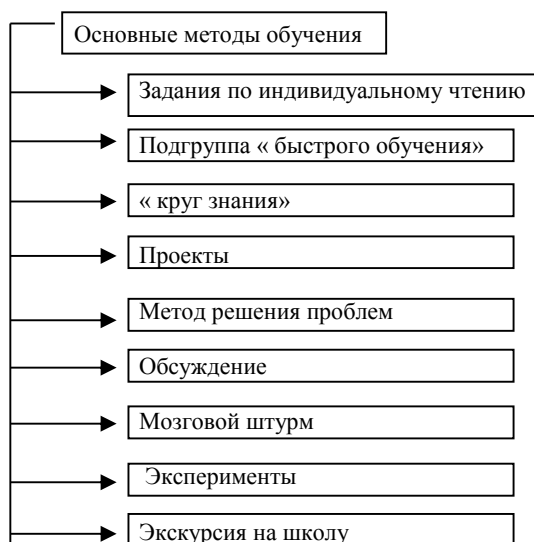 Основные методы обучения
Задания по индивидуальному чтению
Подгруппа « быстрого обучения»
« круг знания»
Проекты
Метод решения проблем
Обсуждение
Мозговой штурм
Эксперименты
Экскурсия на школу